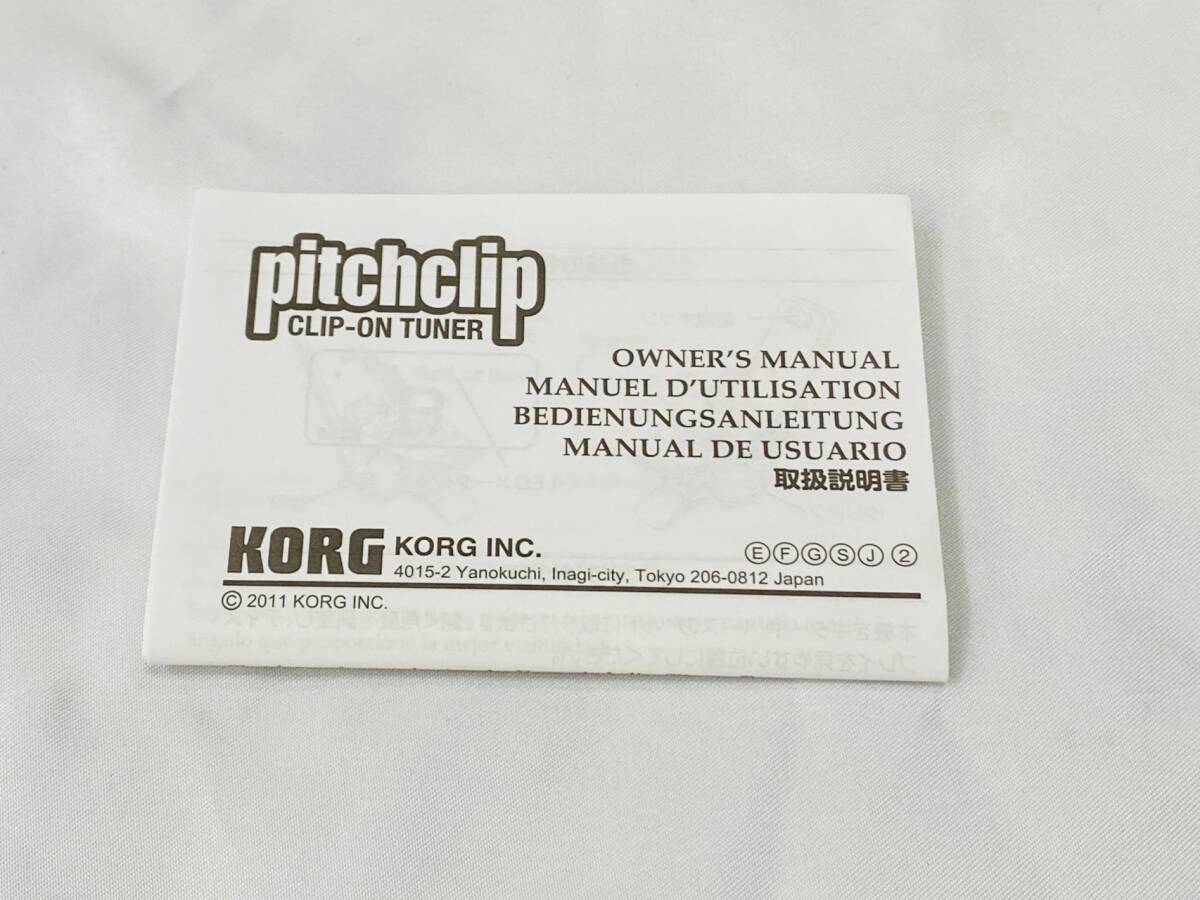 pitchclip
CLIP-ON TUNER
OWNER'S MANUAL
MANUEL D'UTILISATION
BEDIENUNGSANLEITUNG
MANUAL DE USUARIO
取扱説明書
KORG KORG INC.
Ⓔ Ⓕ Ⓖ Ⓢ Ⓙ ②
4015-2 Yanokuchi, Inagi-city, Tokyo 206-0812 Japan
© 2011 KORG INC.